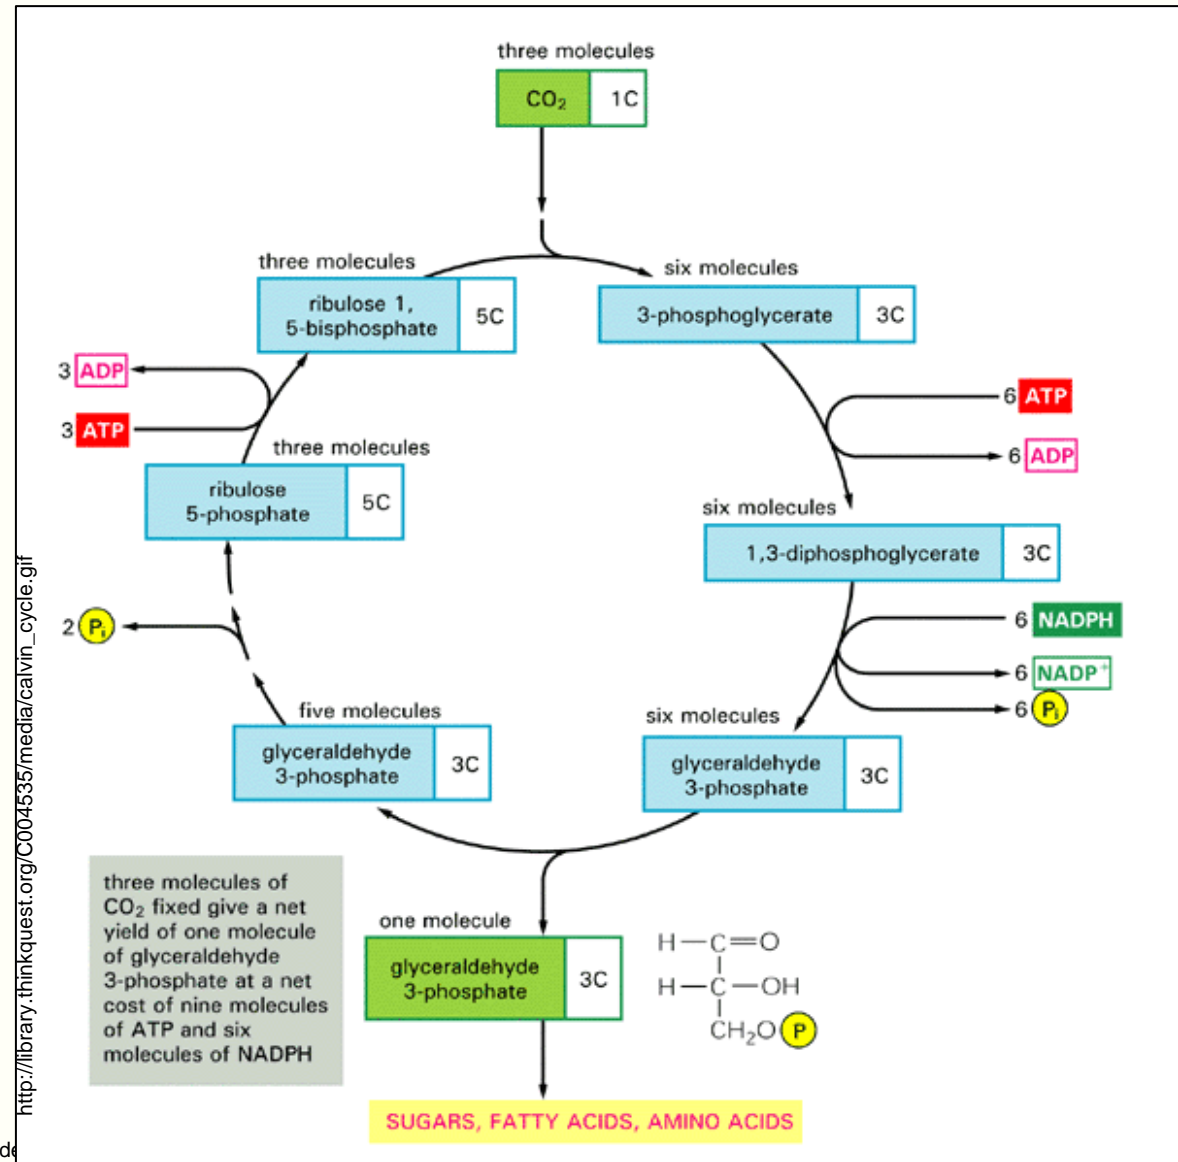 three molecules
CO₂ 1C
three molecules
ribulose 1,
5-bisphosphate
5C
six molecules
3-phosphoglycerate 3C
3 ADP
3 ATP
6 ATP
6 ADP
three molecules
ribulose
5-phosphate
5C
six molecules
1,3-diphosphoglycerate 3C
2 Pi
6 NADPH
6 NADP⁺
6 Pi
five molecules
glyceraldehyde
3-phosphate
3C
six molecules
glyceraldehyde
3-phosphate
3C
three molecules of
CO₂ fixed give a net
yield of one molecule
of glyceraldehyde
3-phosphate at a net
cost of nine molecules
of ATP and six
molecules of NADPH
one molecule
glyceraldehyde
3-phosphate
3C
H—C=O
H—C—OH
CH₂O P
SUGARS, FATTY ACIDS, AMINO ACIDS
http://library.thinkquest.org/C004535/media/calvin_cycle.gif